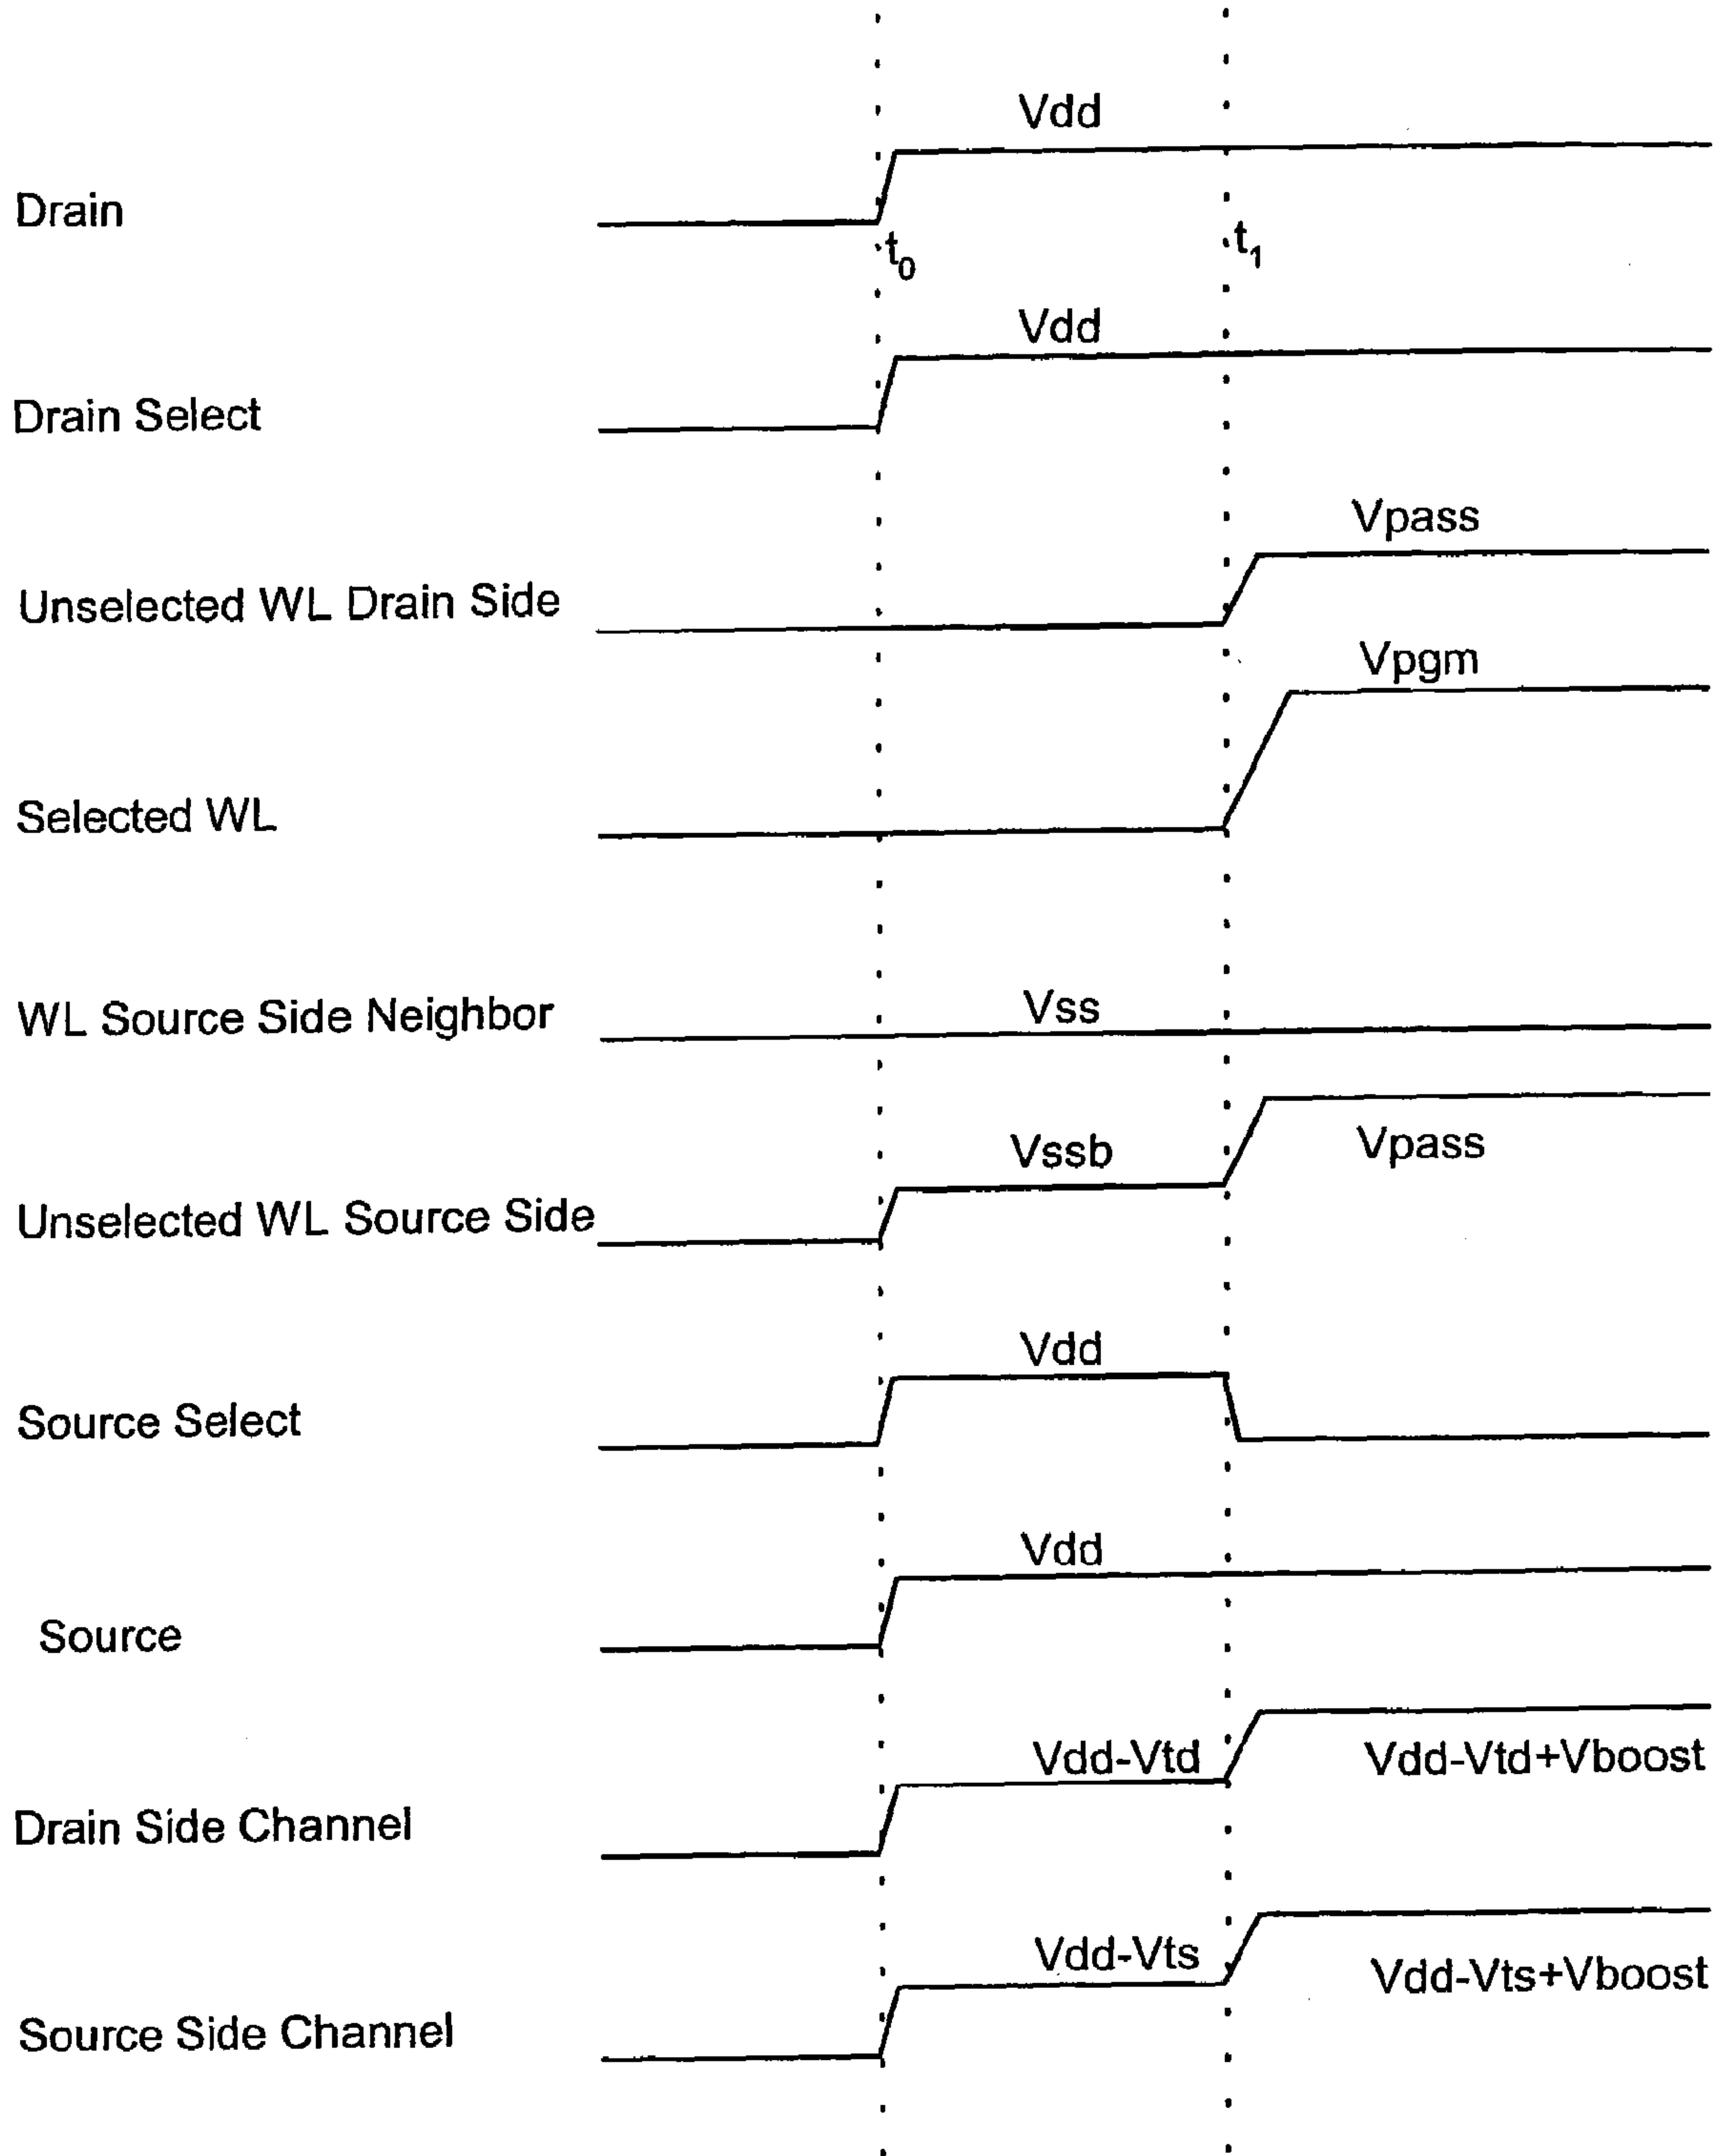 Vdd
Drain
t0
t1
Vdd
Drain Select
Vpass
Unselected WL Drain Side
Vpgm
Selected WL
WL Source Side Neighbor
Vss
Vssb
Vpass
Unselected WL Source Side
Vdd
Source Select
Vdd
Source
Vdd-Vtd
Vdd-Vtd+Vboost
Drain Side Channel
Vdd-Vts
Vdd-Vts+Vboost
Source Side Channel